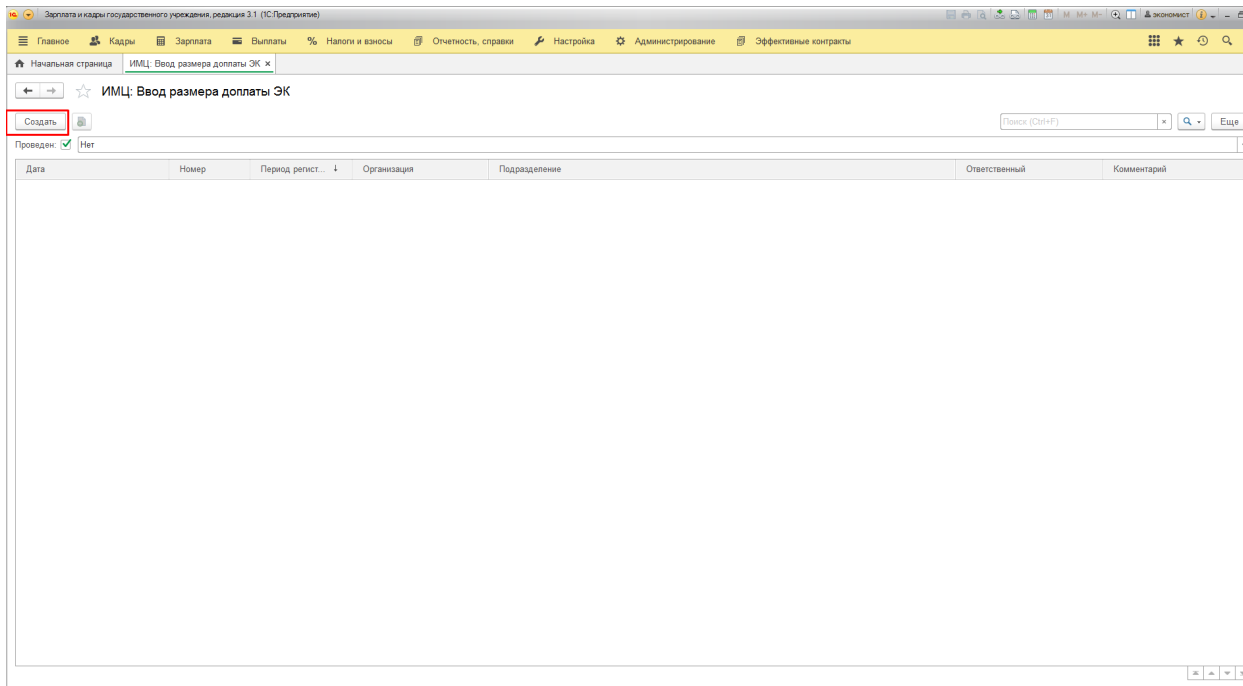 Зарплата и кадры государственного учреждения, редакция 3.1 (1С:Предприятие) M M+ M- экономист
Главное Кадры Зарплата Выплаты % Налоги и взносы Отчетность, справки Настройка Администрирование Эффективные контракты
Начальная страница ИМЦ: Ввод размера доплаты ЭК ×
ИМЦ: Ввод размера доплаты ЭК
Создать Поиск (Ctrl+F) × Еще
Проведен: Нет
Дата Номер Период регист... ↓ Организация Подразделение Ответственный Комментарий